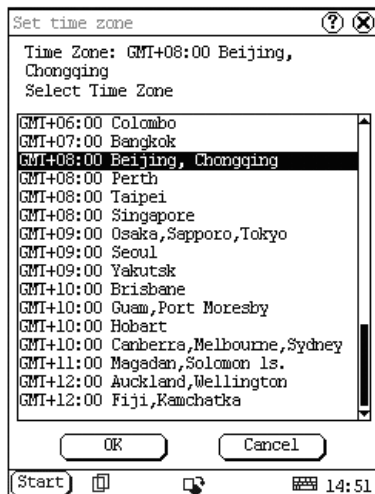 Set time zone
Time Zone: GMT+08:00 Beijing,
Chongqing
Select Time Zone
GMT+06:00 Colombo
GMT+07:00 Bangkok
GMT+08:00 Beijing, Chongqing
GMT+08:00 Perth
GMT+08:00 Taipei
GMT+08:00 Singapore
GMT+09:00 Osaka,Sapporo,Tokyo
GMT+09:00 Seoul
GMT+09:00 Yakutsk
GMT+10:00 Brisbane
GMT+10:00 Guam,Port Moresby
GMT+10:00 Hobart
GMT+10:00 Canberra,Melbourne,Sydney
GMT+11:00 Magadan,Solomon ls.
GMT+12:00 Auckland,Wellington
GMT+12:00 Fiji,Kamchatka
OK Cancel
Start 14:51